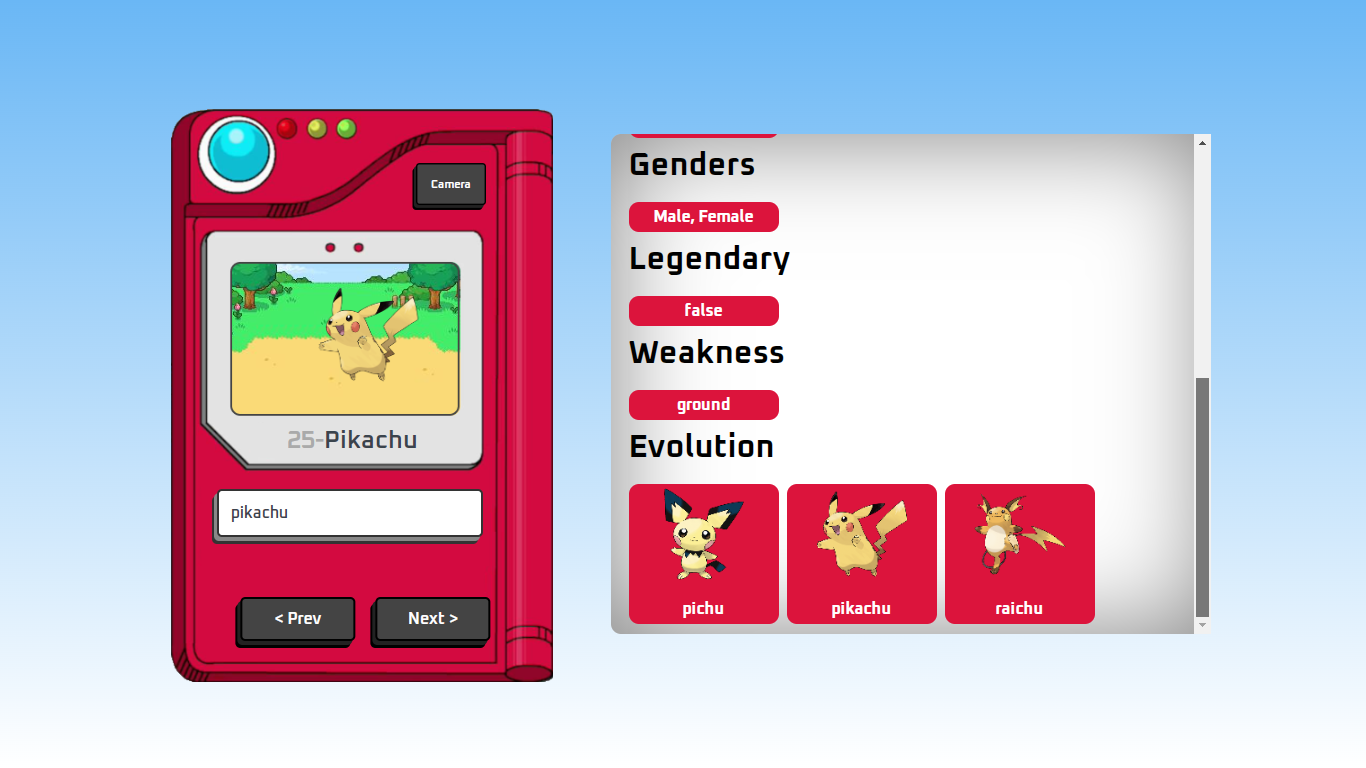 Camera
25-Pikachu
pikachu
< Prev
Next >
Genders
Male, Female
Legendary
false
Weakness
ground
Evolution
pichu
pikachu
raichu